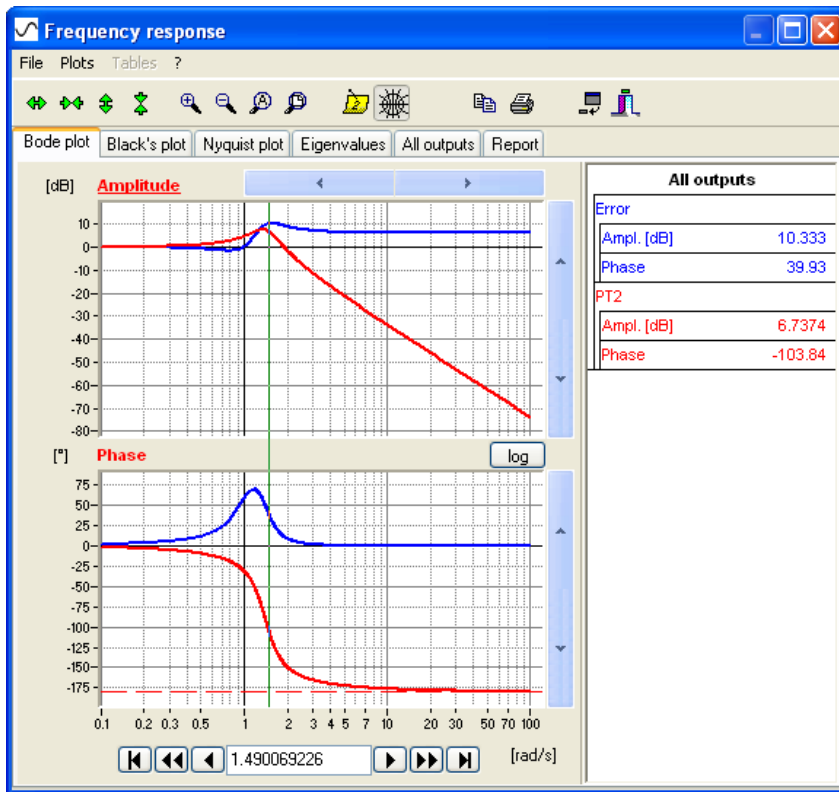 Frequency response
File Plots Tables ?
Bode plot Black's plot Nyquist plot Eigenvalues All outputs Report
[dB] Amplitude
10
0
-10
-20
-30
-40
-50
-60
-70
-80
[°] Phase log
75
50
25
0
-25
-50
-75
-100
-125
-150
-175
0.1 0.2 0.3 0.5 1 2 3 4 5 7 10 20 30 50 70 100
1.490069226 [rad/s]
All outputs
Error
Ampl. [dB] 10.333
Phase 39.93
PT2
Ampl. [dB] 6.7374
Phase -103.84